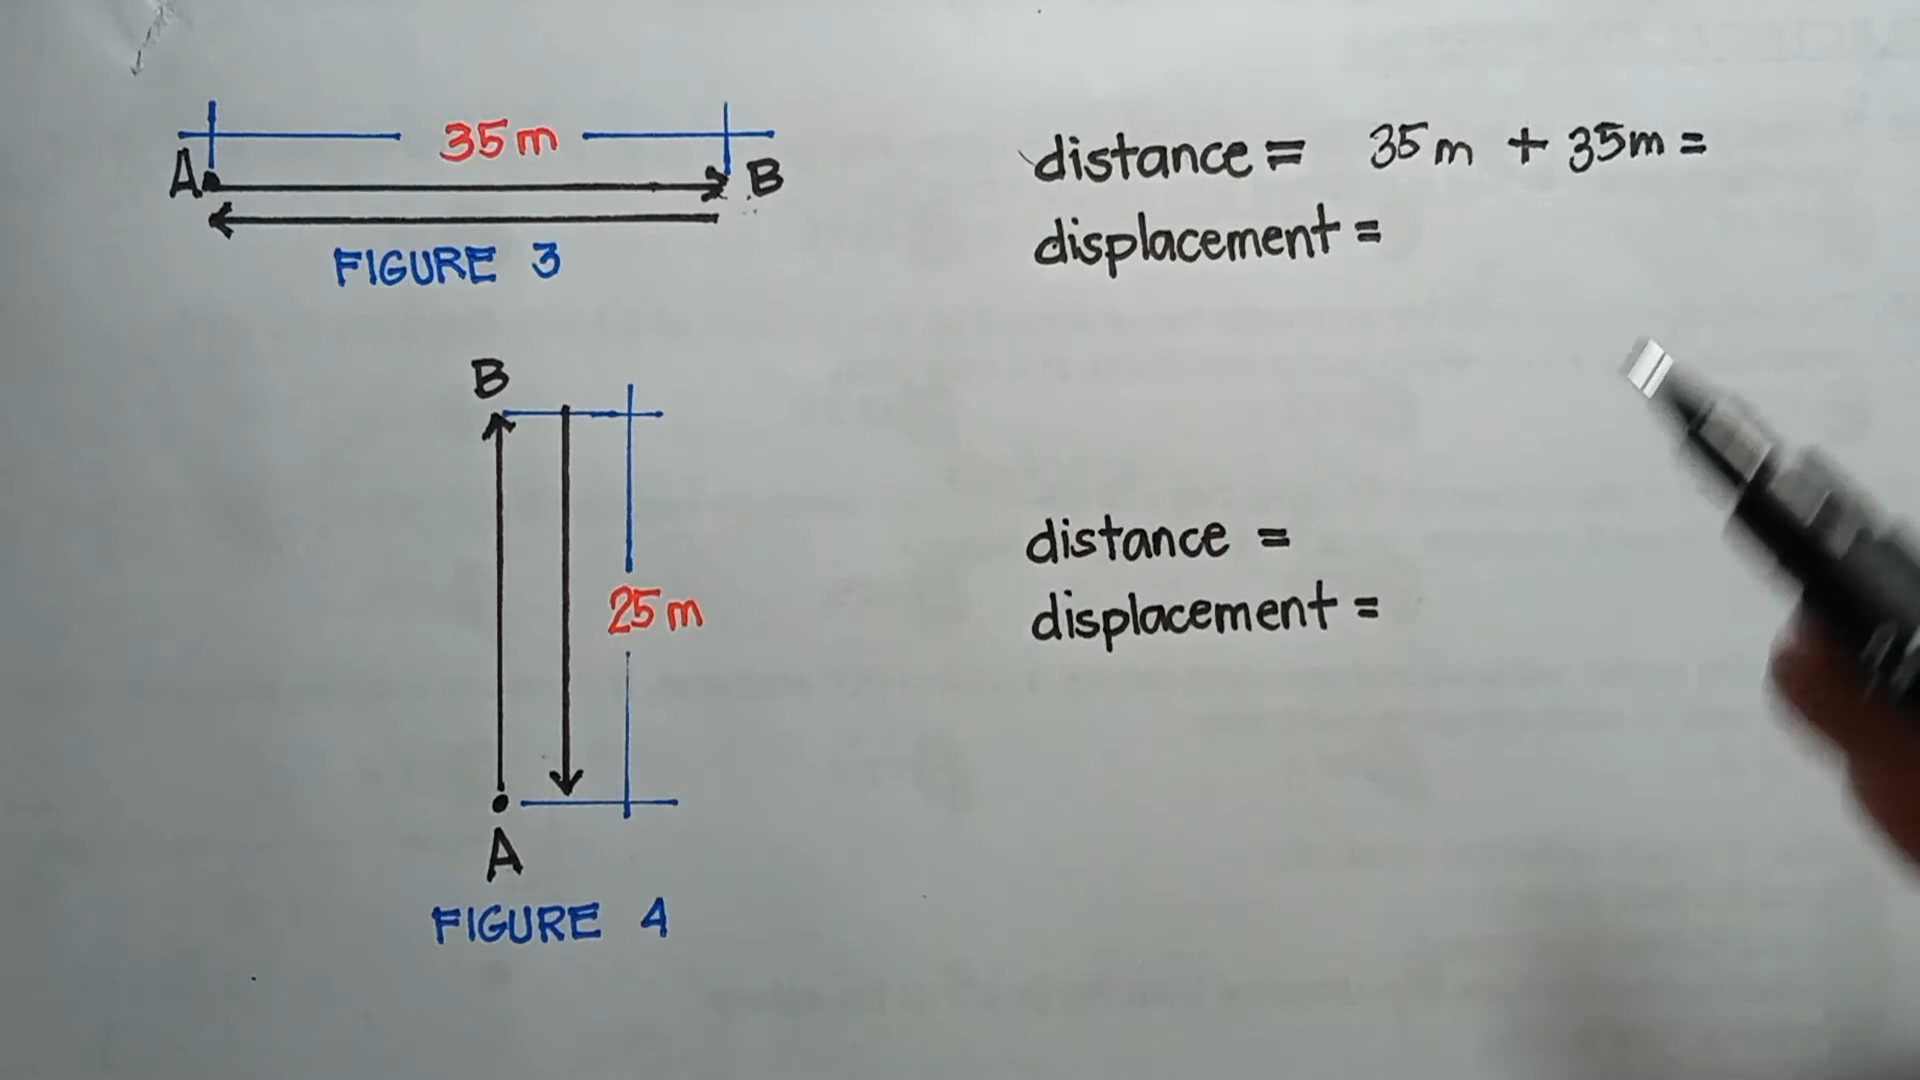 35m
A B
FIGURE 3
distance = 35m + 35m =
displacement =
B
25m
A
FIGURE 4
distance =
displacement =